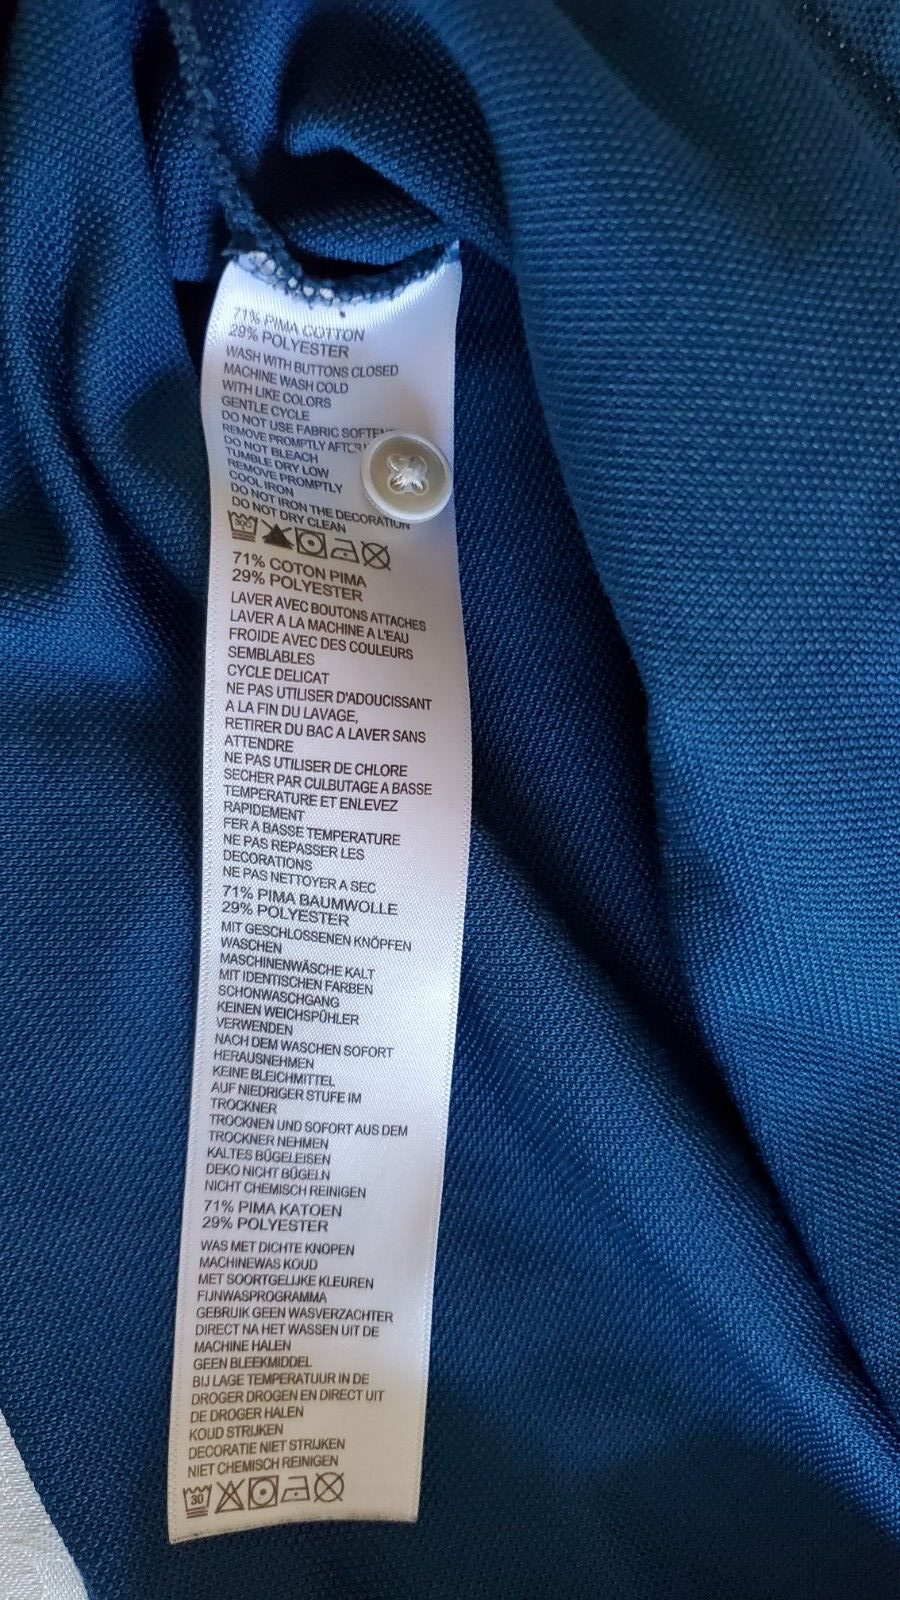 71% PIMA COTTON
29% POLYESTER
WASH WITH BUTTONS CLOSED
MACHINE WASH COLD
WITH LIKE COLORS
GENTLE CYCLE
DO NOT USE FABRIC
REMOVE PROMPTLY AFTER
DO NOT BLEACH
TUMBLE DRY LOW
REMOVE PROMPTLY
COOL IRON
DO NOT IRON THE DECORATION
DO NOT DRY CLEAN
30C
71% COTON PIMA
29% POLYESTER
LAVER AVEC BOUTONS ATTACHES
LAVER A LA MACHINE A L'EAU
FROIDE AVEC DES COULEURS
SEMBLABLES
CYCLE DELICAT
NE PAS UTILISER D'ADOUCISSANT
A LA FIN DU LAVAGE,
RETIRER DU BAC A LAVER SANS
ATTENDRE
NE PAS UTILISER DE CHLORE
SECHER PAR CULBUTAGE A BASSE
TEMPERATURE ET ENLEVEZ
RAPIDEMENT
FER A BASSE TEMPERATURE
NE PAS REPASSER LES
DECORATIONS
NE PAS NETTOYER A SEC
71% PIMA BAUMWOLLE
29% POLYESTER
MIT GESCHLOSSENEN KNÖPFEN
WASCHEN
MASCHINENWÄSCHE KALT
MIT IDENTISCHEN FARBEN
SCHONWASCHGANG
KEINEN WEICHSPÜHLER
VERWENDEN
NACH DEM WASCHEN SOFORT
HERAUSNEHMEN
KEINE BLEICHMITTEL
AUF NIEDRIGER STUFE IM
TROCKNER
TROCKNEN UND SOFORT AUS DEM
TROCKNER NEHMEN
KALTES BÜGELEISEN
DEKO NICHT BÜGELN
NICHT CHEMISCH REINIGEN
71% PIMA KATOEN
29% POLYESTER
WAS MET DICHTE KNOPEN
MACHINEWAS KOUD
MET SOORTGELIJKE KLEUREN
FIJNWASPROGRAMMA
GEBRUIK GEEN WASVERZACHTER
DIRECT NA HET WASSEN UIT DE
MACHINE HALEN
GEEN BLEEKMIDDEL
BIJ LAGE TEMPERATUUR IN DE
DROGER DROGEN EN DIRECT UIT
DE DROGER HALEN
KOUD STRIJKEN
DECORATIE NIET STRIJKEN
NIET CHEMISCH REINIGEN
30